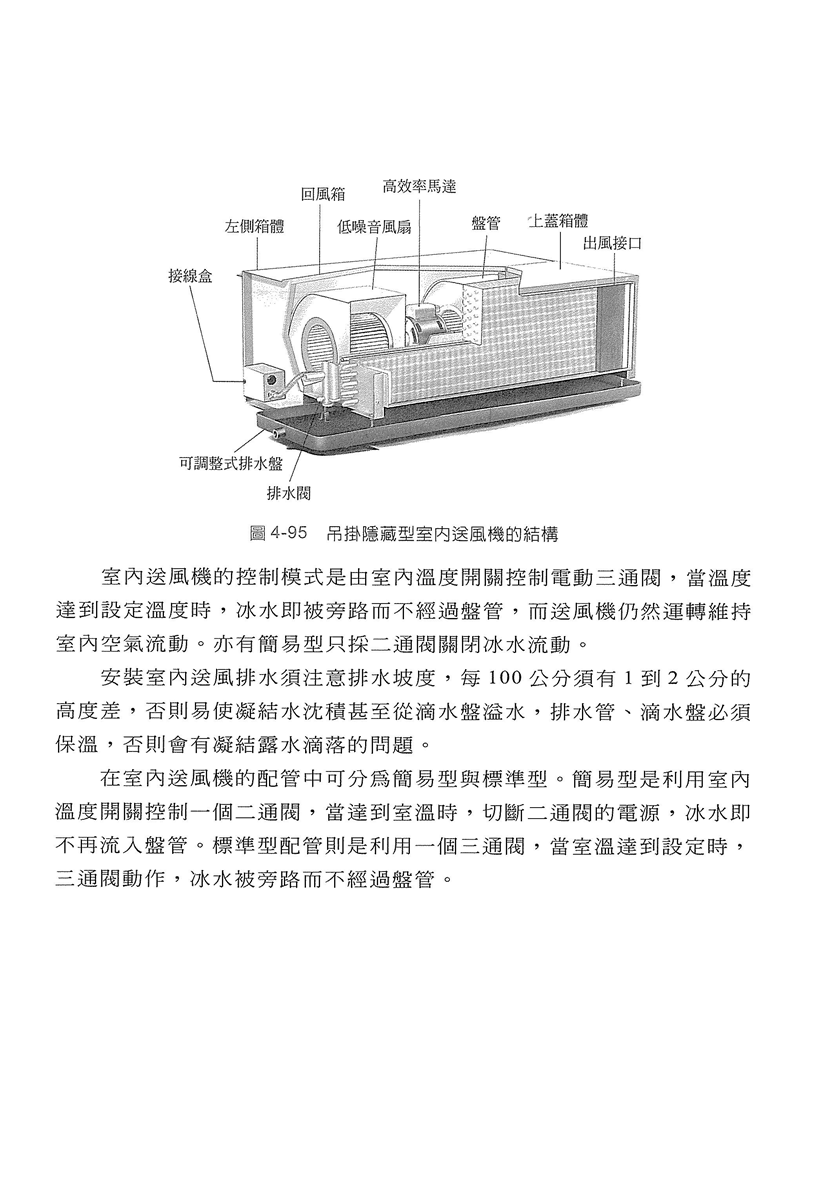 高效率馬達
回風箱
左側箱體
低噪音風扇
盤管
上蓋箱體
出風接口
接線盒
可調整式排水盤
排水閥
圖 4-95 吊掛隱藏型室內送風機的結構
室內送風機的控制模式是由室內溫度開關控制電動三通閥，當溫度
達到設定溫度時，冰水即被旁路而不經過盤管，而送風機仍然運轉維持
室內空氣流動。亦有簡易型只採二通閥關閉冰水流動。
安裝室內送風排水須注意排水坡度，每 100 公分須有 1 到 2 公分的
高度差，否則易使凝結水沈積甚至從滴水盤溢水，排水管、滴水盤必須
保溫，否則會有凝結露水滴落的問題。
在室內送風機的配管中可分為簡易型與標準型。簡易型是利用室內
溫度開關控制一個二通閥，當達到室溫時，切斷二通閥的電源，冰水即
不再流入盤管。標準型配管則是利用一個三通閥，當室溫達到設定時，
三通閥動作，冰水被旁路而不經過盤管。